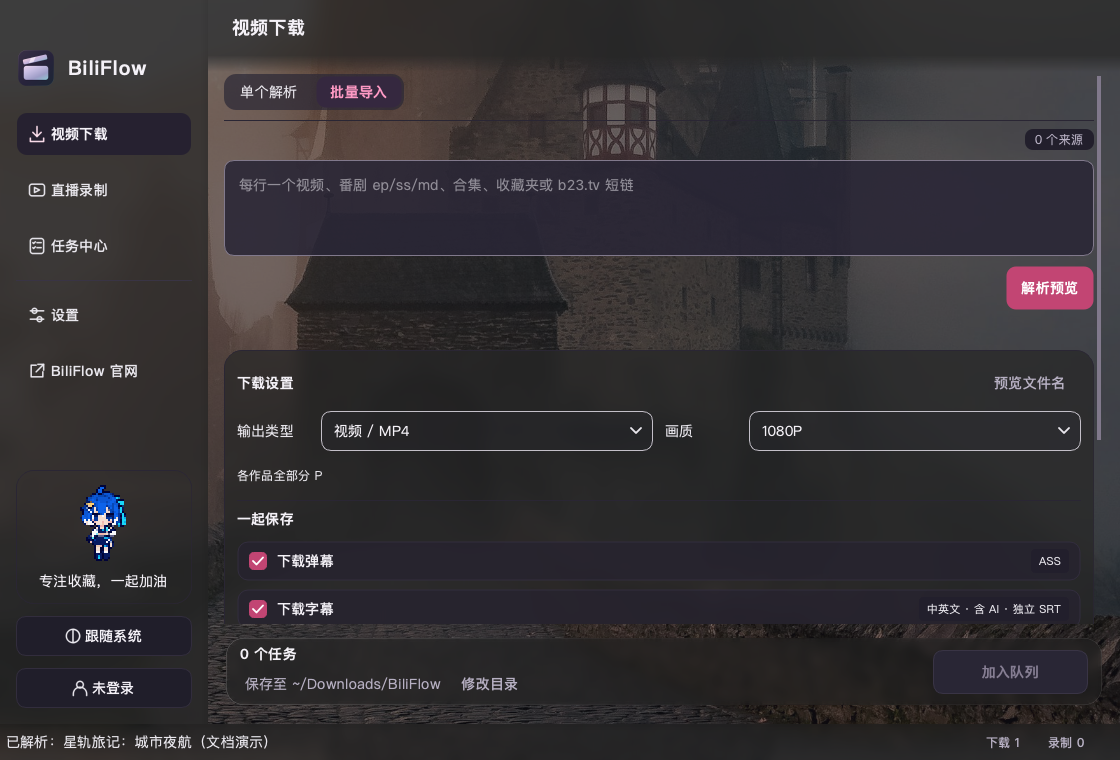 视频下载
BiliFlow
视频下载
直播录制
任务中心
设置
BiliFlow 官网
专注收藏，一起加油
跟随系统
未登录
单个解析 批量导入
0 个来源
每行一个视频、番剧 ep/ss/md、合集、收藏夹或 b23.tv 短链
解析预览
下载设置 预览文件名
输出类型 视频 / MP4 画质 1080P
各作品全部分 P
一起保存
下载弹幕 ASS
下载字幕 中英文 · 含 AI · 独立 SRT
0 个任务
保存至 ~/Downloads/BiliFlow 修改目录
加入队列
已解析：星轨旅记：城市夜航（文档演示） 下载 1 录制 0